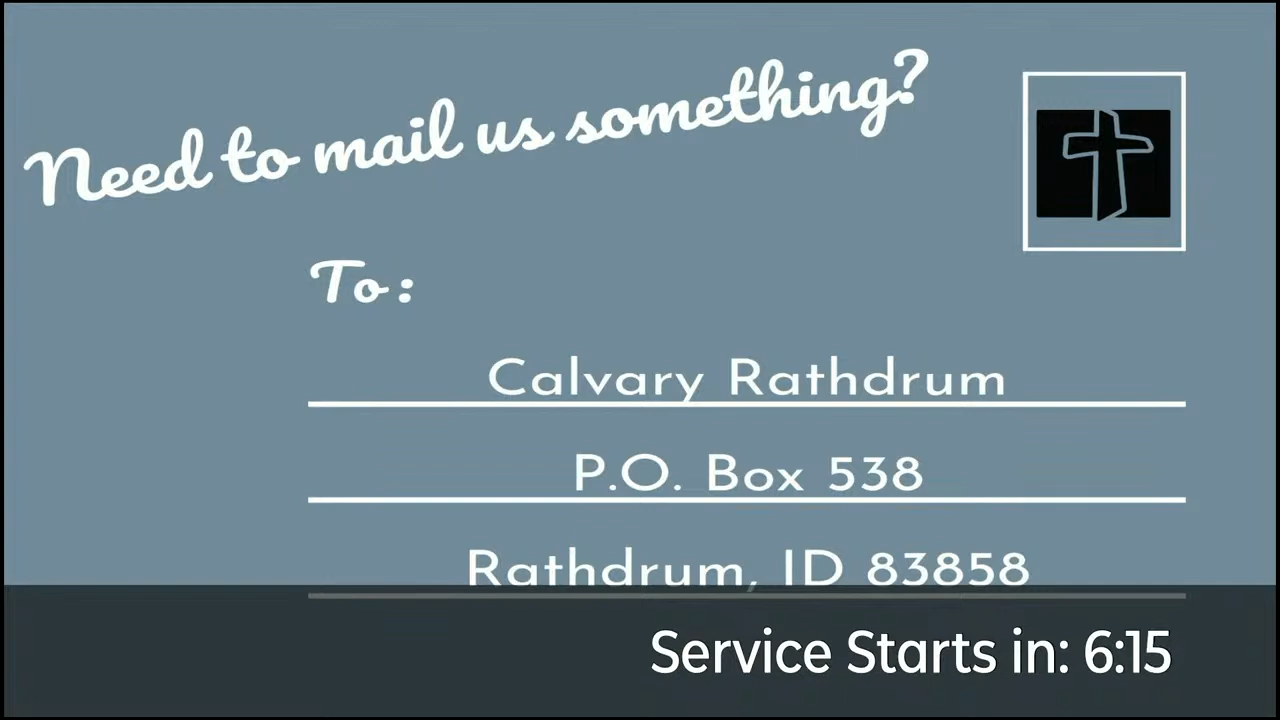 Need to mail us something?
To:
Calvary Rathdrum
P.O. Box 538
Rathdrum, ID 83858
Service Starts in: 6:15